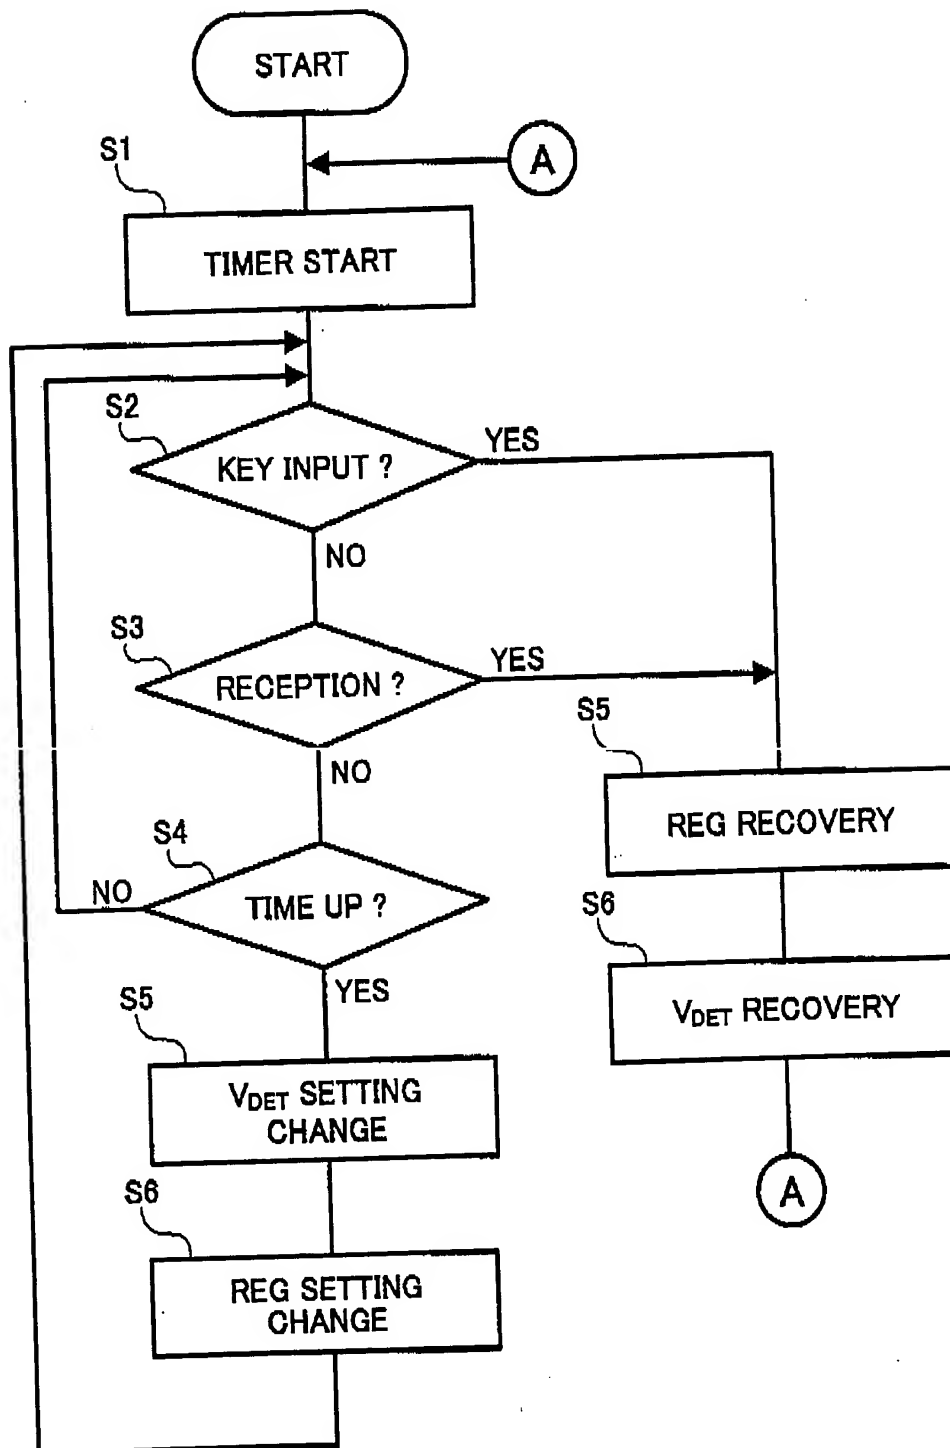 START
A
S1
TIMER START
S2
KEY INPUT ?
YES
NO
S3
RECEPTION ?
YES
NO
S5
REG RECOVERY
S4
NO
TIME UP ?
YES
S6
VDET RECOVERY
S5
VDET SETTING
CHANGE
A
S6
REG SETTING
CHANGE